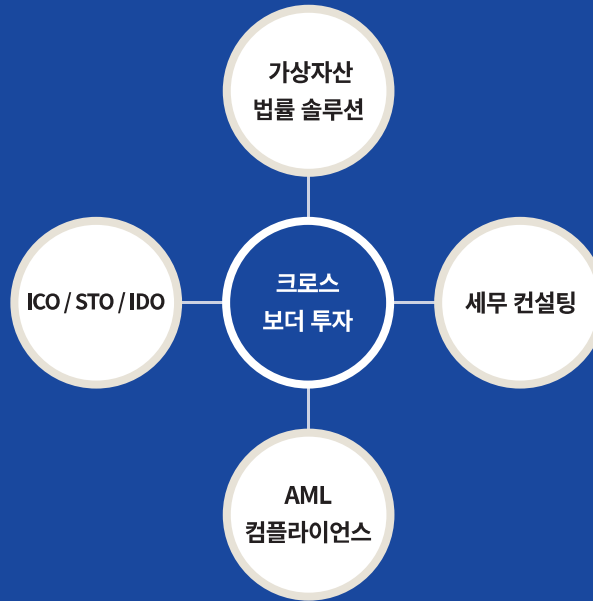 가상자산
법률 솔루션
ICO / STO / IDO
크로스
보더 투자
세무 컨설팅
AML
컴플라이언스